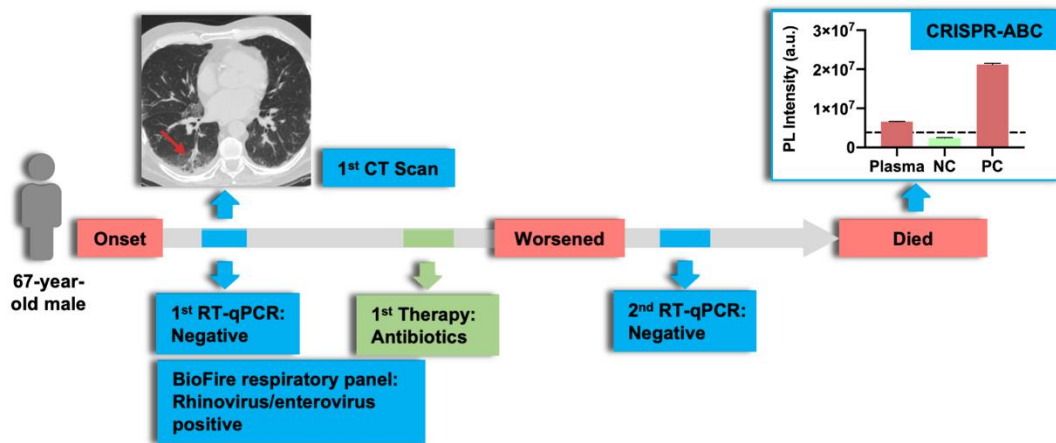 CRISPR-ABC
PL Intensity (a.u.)
3×10⁷
2×10⁷
1×10⁷
0
Plasma NC PC
1ˢᵗ CT Scan
Onset
Worsened
Died
67-year-
old male
1ˢᵗ RT-qPCR:
Negative
1ˢᵗ Therapy:
Antibiotics
2ⁿᵈ RT-qPCR:
Negative
BioFire respiratory panel:
Rhinovirus/enterovirus
positive